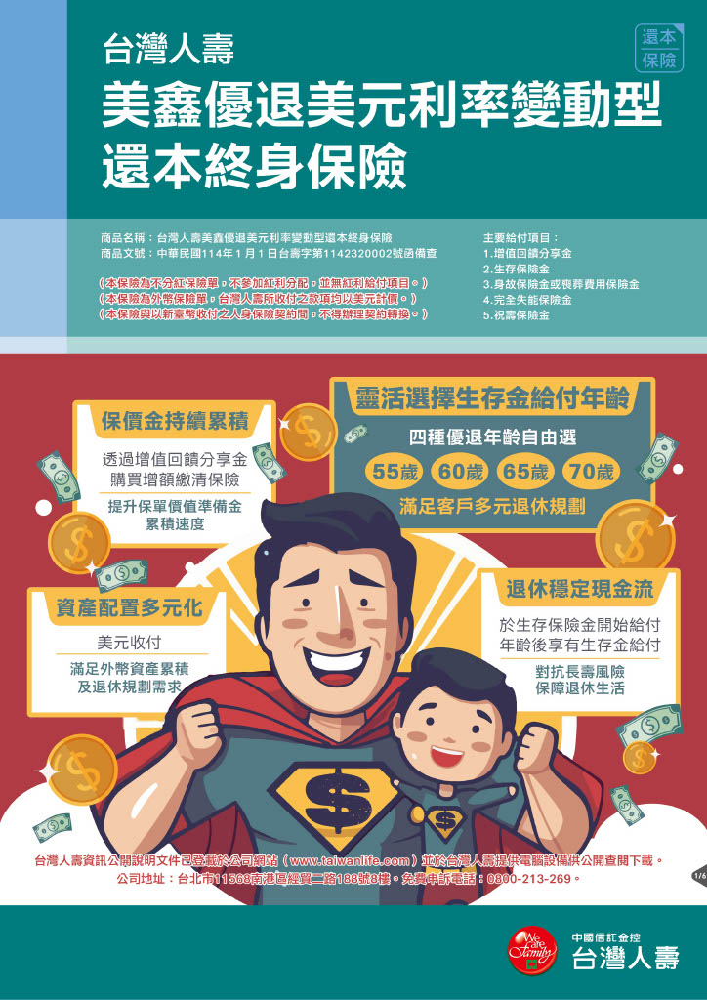 台灣人壽
還本
保險
美鑫優退美元利率變動型
還本終身保險
商品名稱：台灣人壽美鑫優退美元利率變動型還本終身保險
商品文號：中華民國114年1月1日台壽字第1142320002號函備查
（本保險為不分紅保險單，不參加紅利分配，並無紅利給付項目。）
（本保險為外幣保險單，台灣人壽所收付之款項均以美元計價。）
（本保險與以新臺幣收付之人身保險契約間，不得辦理契約轉換。）
主要給付項目：
1.增值回饋分享金
2.生存保險金
3.身故保險金或喪葬費用保險金
4.完全失能保險金
5.祝壽保險金
保價金持續累積
透過增值回饋分享金
購買增額繳清保險
提升保單價值準備金
累積速度
靈活選擇生存金給付年齡
四種優退年齡自由選
55歲 60歲 65歲 70歲
滿足客戶多元退休規劃
資產配置多元化
美元收付
滿足外幣資產累積
及退休規劃需求
退休穩定現金流
於生存保險金開始給付
年齡後享有生存金給付
對抗長壽風險
保障退休生活
台灣人壽資訊公開說明文件已登載於公司網站（www.taiwanlife.com）並於台灣人壽提供電腦設備供公開查閱下載。
公司地址：台北市11568南港區經貿二路188號8樓。免費申訴電話：0800-213-269。
1/6
We are Family
中國信託金控
台灣人壽